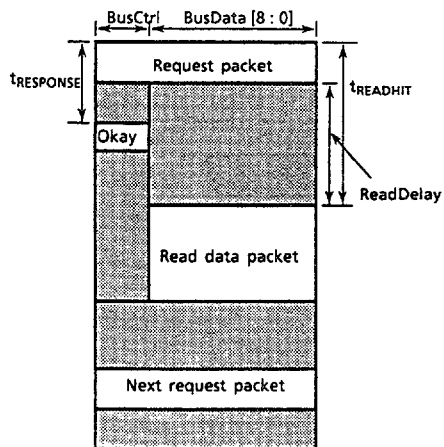 BusCtrl BusData [8 : 0]
Request packet
tRESPONSE
tREADHIT
Okay
ReadDelay
Read data packet
Next request packet